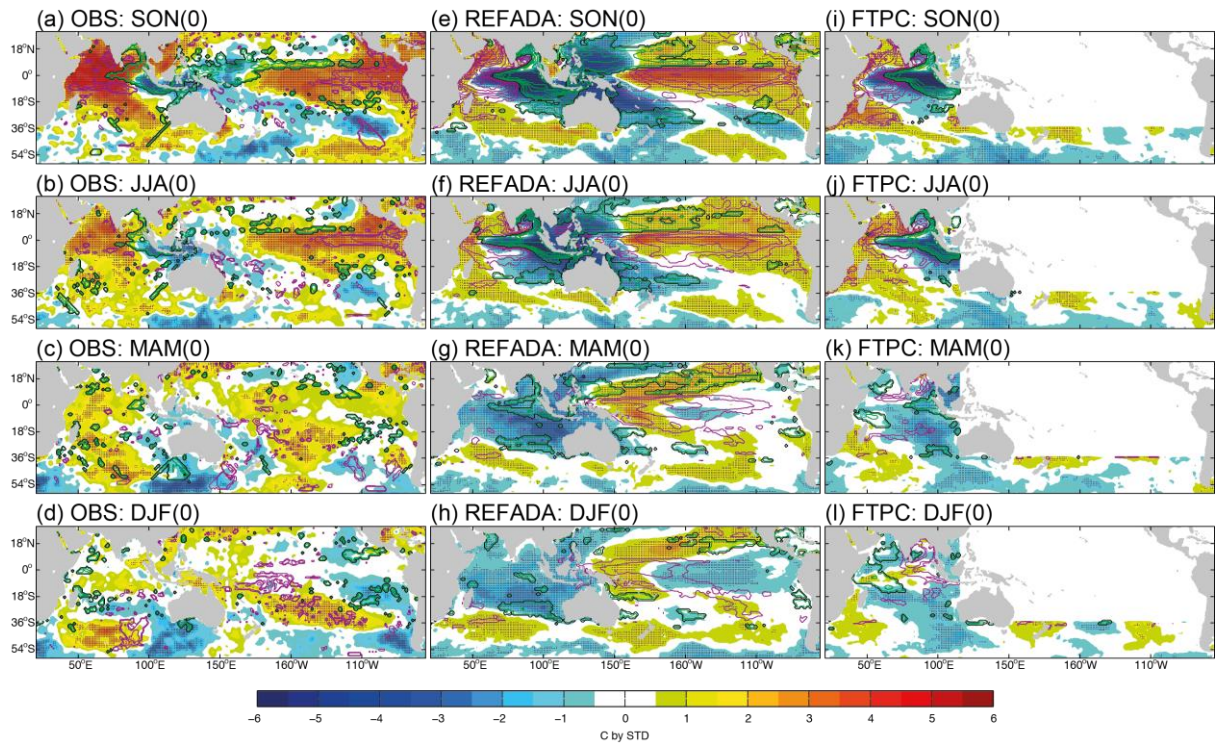 (a) OBS: SON(0) (e) REFADA: SON(0) (i) FTPC: SON(0)
18°N
0°
18°S
36°S
54°S
(b) OBS: JJA(0) (f) REFADA: JJA(0) (j) FTPC: JJA(0)
18°N
0°
18°S
36°S
54°S
(c) OBS: MAM(0) (g) REFADA: MAM(0) (k) FTPC: MAM(0)
18°N
0°
18°S
36°S
54°S
(d) OBS: DJF(0) (h) REFADA: DJF(0) (l) FTPC: DJF(0)
18°N
0°
18°S
36°S
54°S
50°E 100°E 150°E 160°W 110°W 50°E 100°E 150°E 160°W 110°W 50°E 100°E 150°E 160°W 110°W
−6 −5 −4 −3 −2 −1 0 1 2 3 4 5 6
C by STD